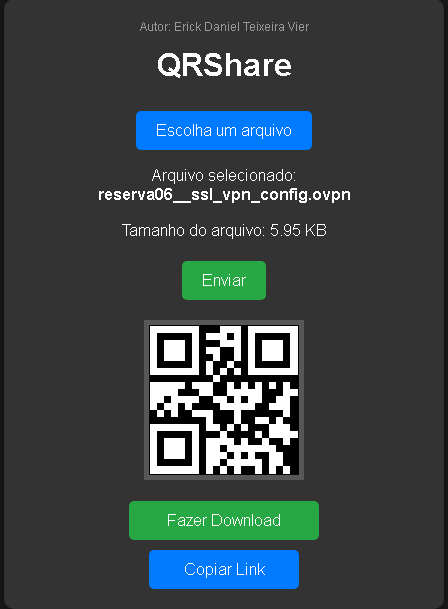 Autor: Erick Daniel Teixeira Vier
QRShare
Escolha um arquivo
Arquivo selecionado:
reserva06__ssl_vpn_config.ovpn
Tamanho do arquivo: 5.95 KB
Enviar
Fazer Download
Copiar Link